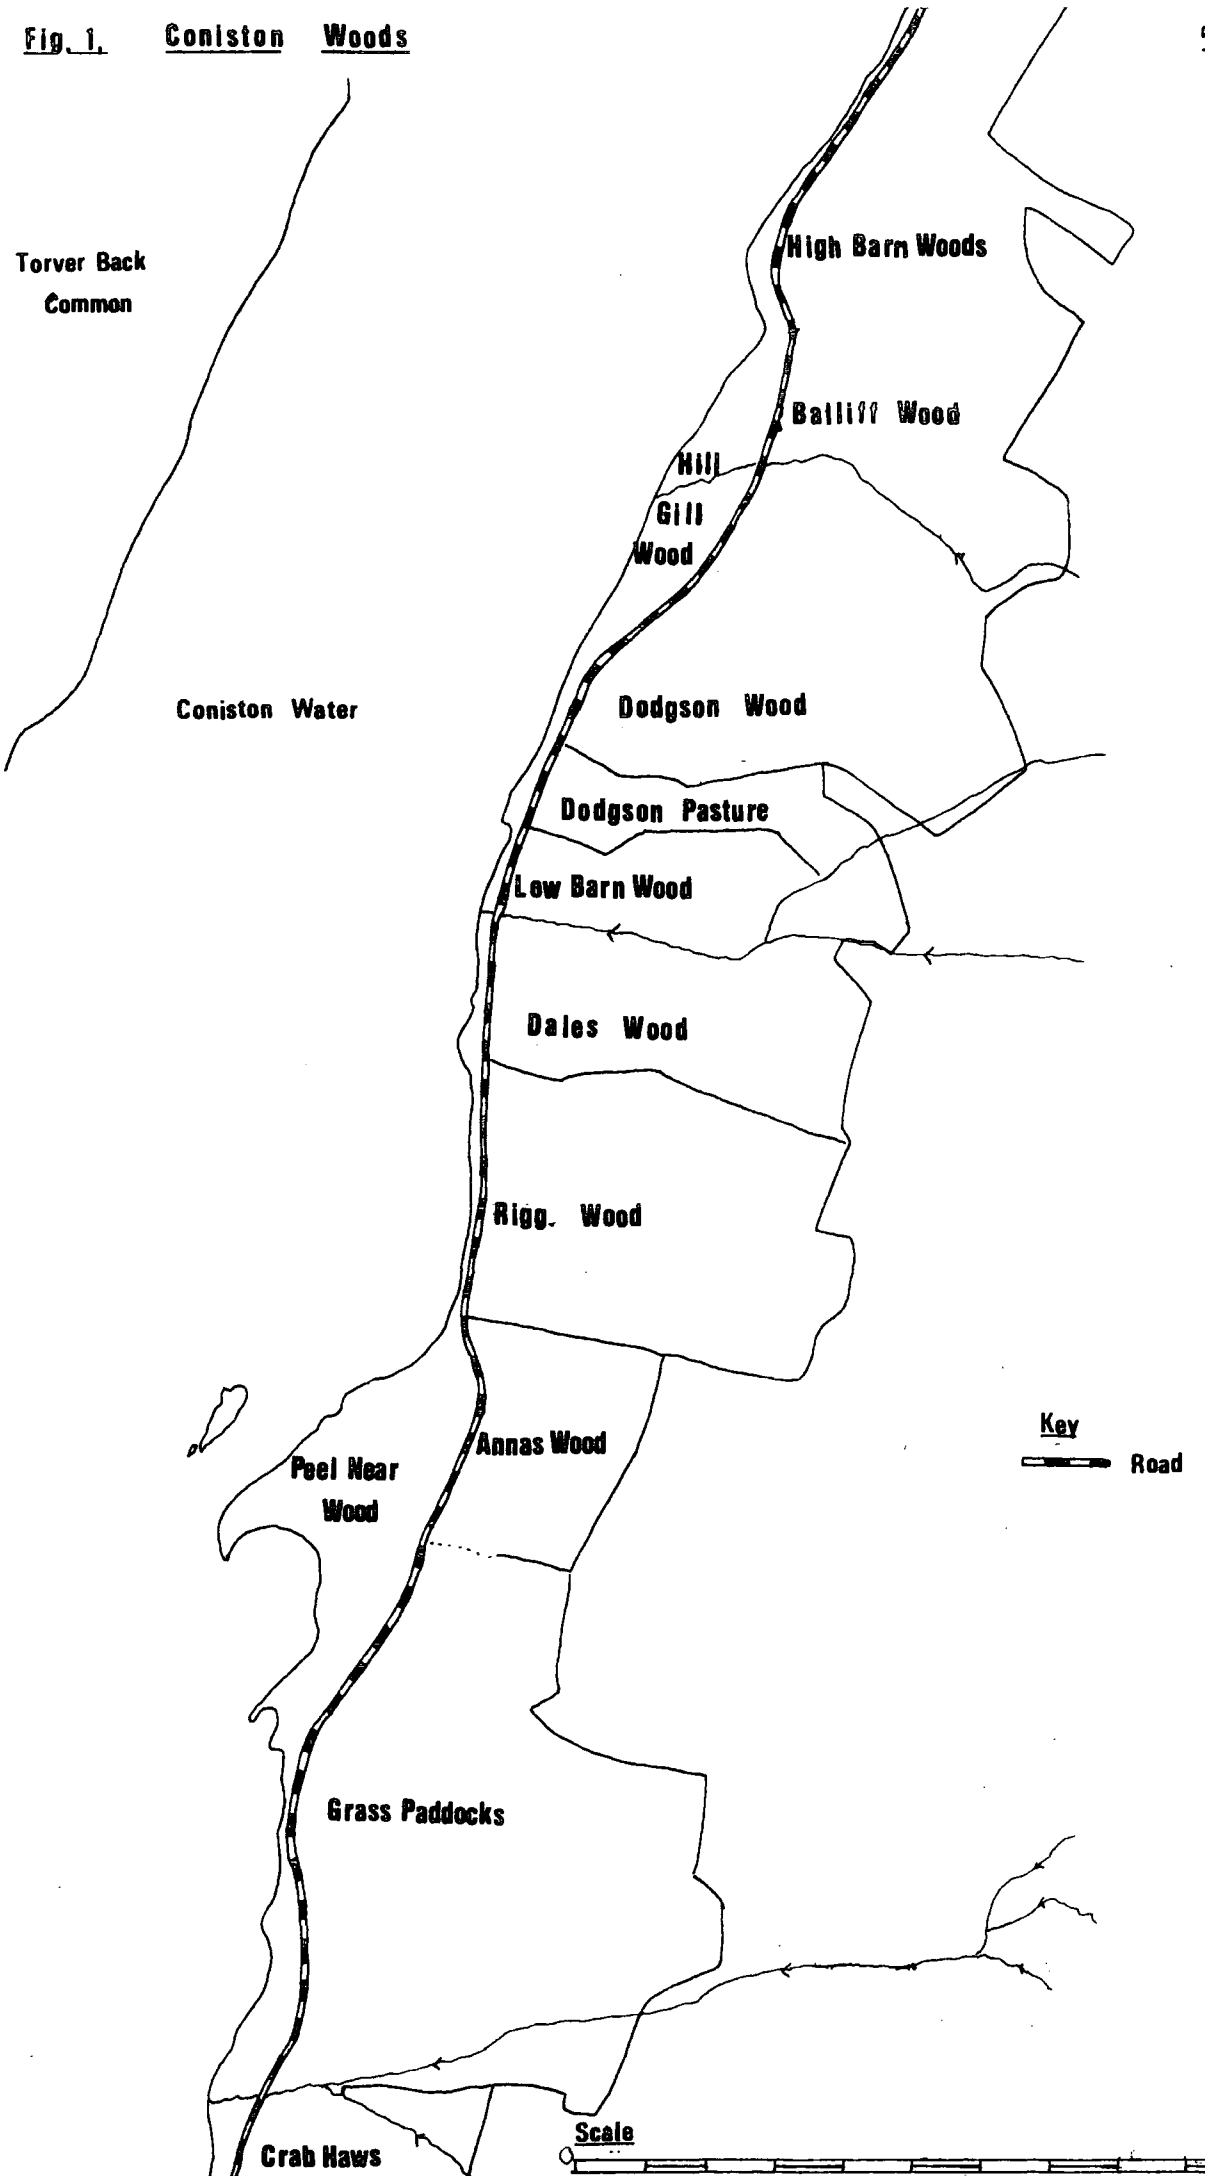 Fig. 1. Coniston Woods
Torver Back
Common
High Barn Woods
Bailiff Wood
Hill
Gill
Wood
Dodgson Wood
Coniston Water
Dodgson Pasture
Low Barn Wood
Dales Wood
Rigg. Wood
Annas Wood
Peel Near
Wood
Key
Road
Grass Paddocks
Crab Haws
Scale
0